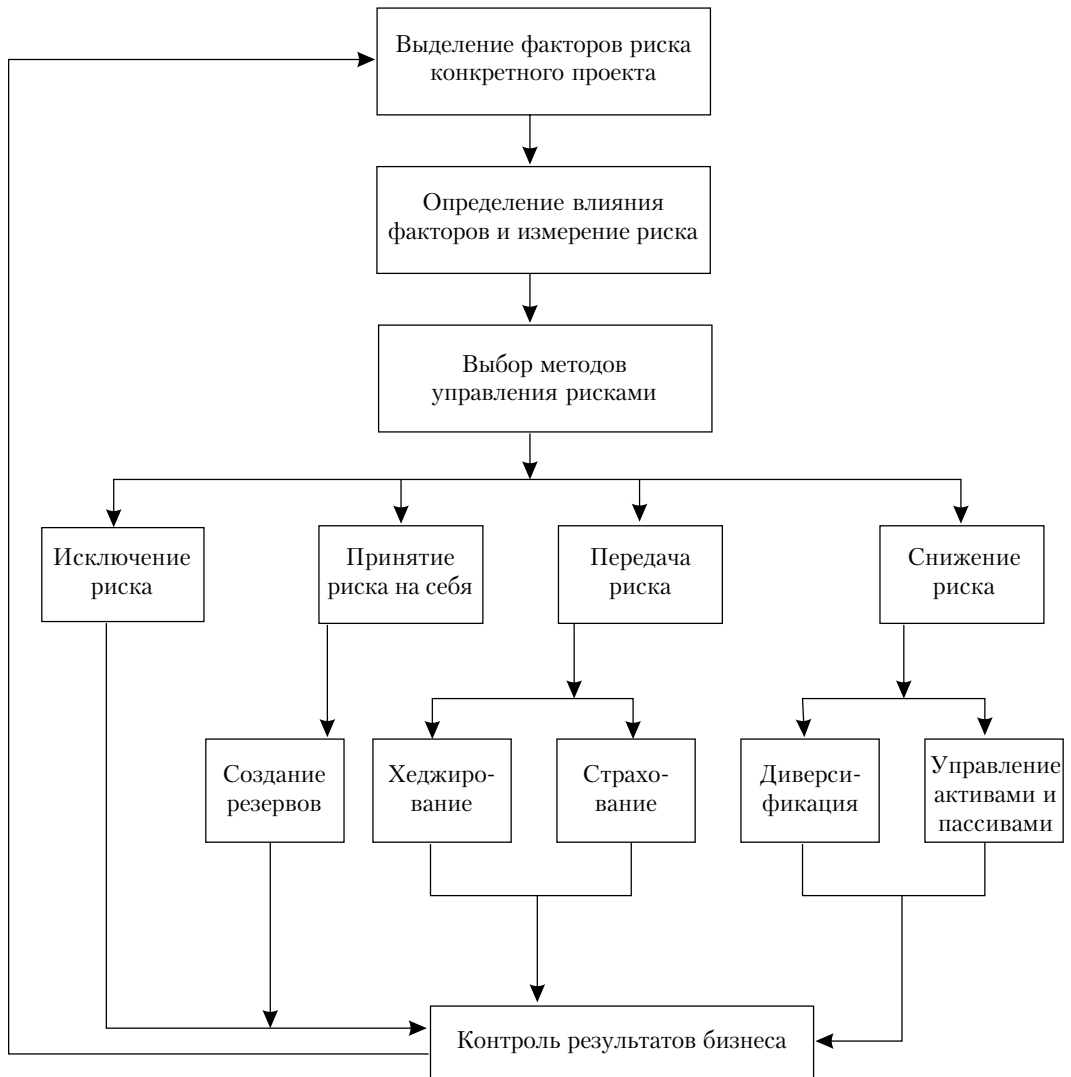 Выделение факторов риска
конкретного проекта
Определение влияния
факторов и измерение риска
Выбор методов
управления рисками
Исключение
риска
Принятие
риска на себя
Передача
риска
Снижение
риска
Создание
резервов
Хеджиро-
вание
Страхо-
вание
Диверси-
фикация
Управление
активами и
пассивами
Контроль результатов бизнеса